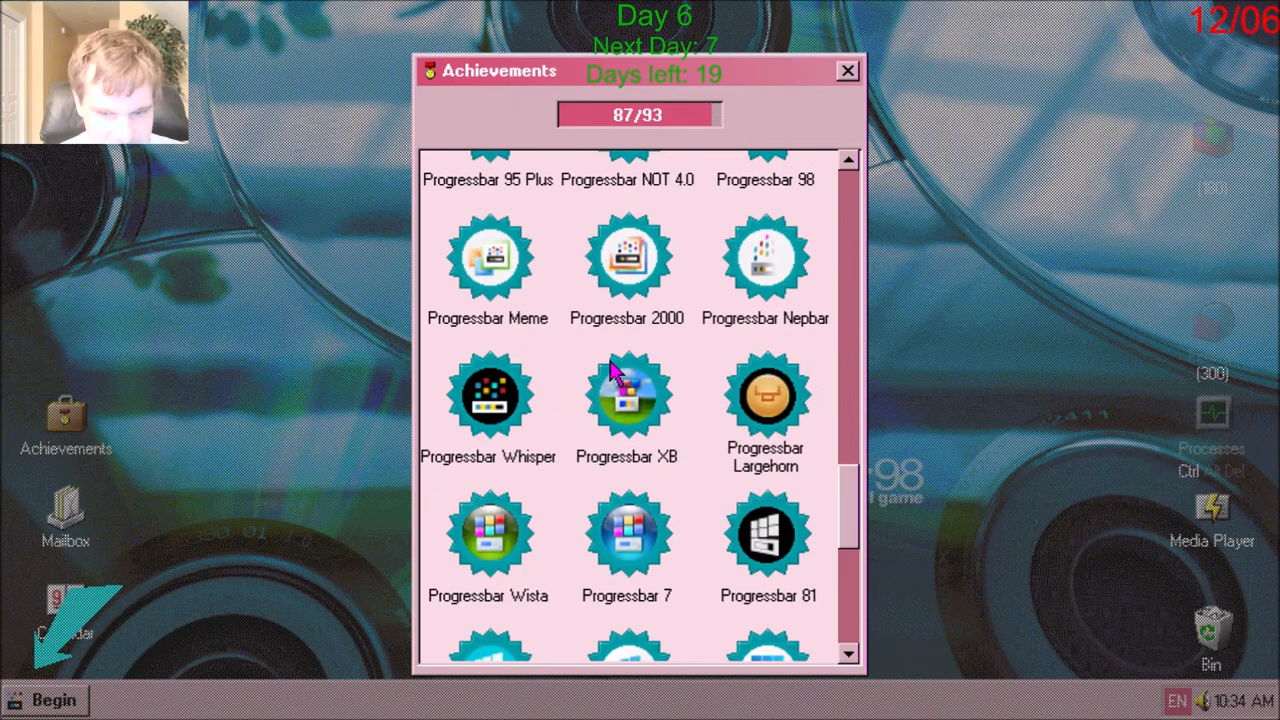 Day 6
12/06
Next Day: 7
Achievements
Days left: 19
87/93
Progressbar 95 Plus
Progressbar NOT 4.0
Progressbar 98
Progressbar Meme
Progressbar 2000
Progressbar Nepbar
(300)
Achievements
Progressbar Whisper
Progressbar XB
Progressbar
Largehorn
Processes
Ctrl Alt Del
:98
l game
Mailbox
Media Player
Progressbar Wista
Progressbar 7
Progressbar 81
Bin
Begin
EN
10:34 AM